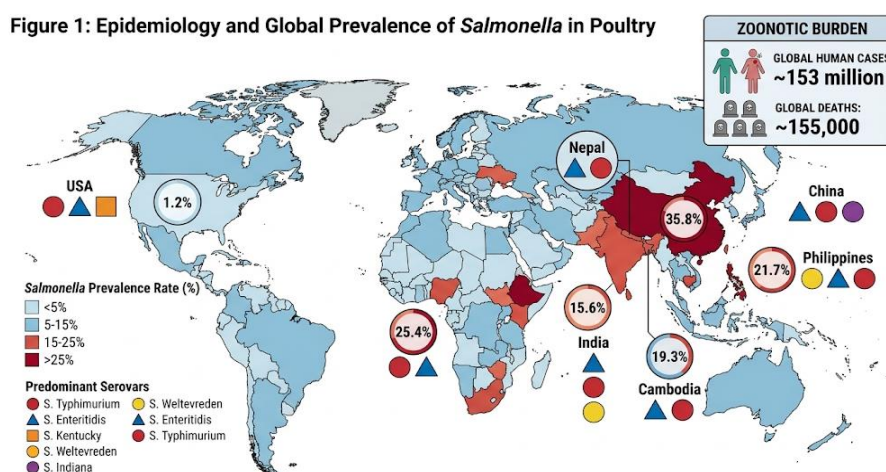 Figure 1: Epidemiology and Global Prevalence of Salmonella in Poultry
ZOONOTIC BURDEN
GLOBAL HUMAN CASES
~153 million
GLOBAL DEATHS:
~155,000
USA
1.2%
Nepal
35.8%
China
Philippines
21.7%
25.4%
15.6%
India
19.3%
Cambodia
Salmonella Prevalence Rate (%)
<5%
5-15%
15-25%
>25%
Predominant Serovars
S. Typhimurium
S. Enteritidis
S. Kentucky
S. Weltevreden
S. Indiana
S. Weltevreden
S. Enteritidis
S. Typhimurium